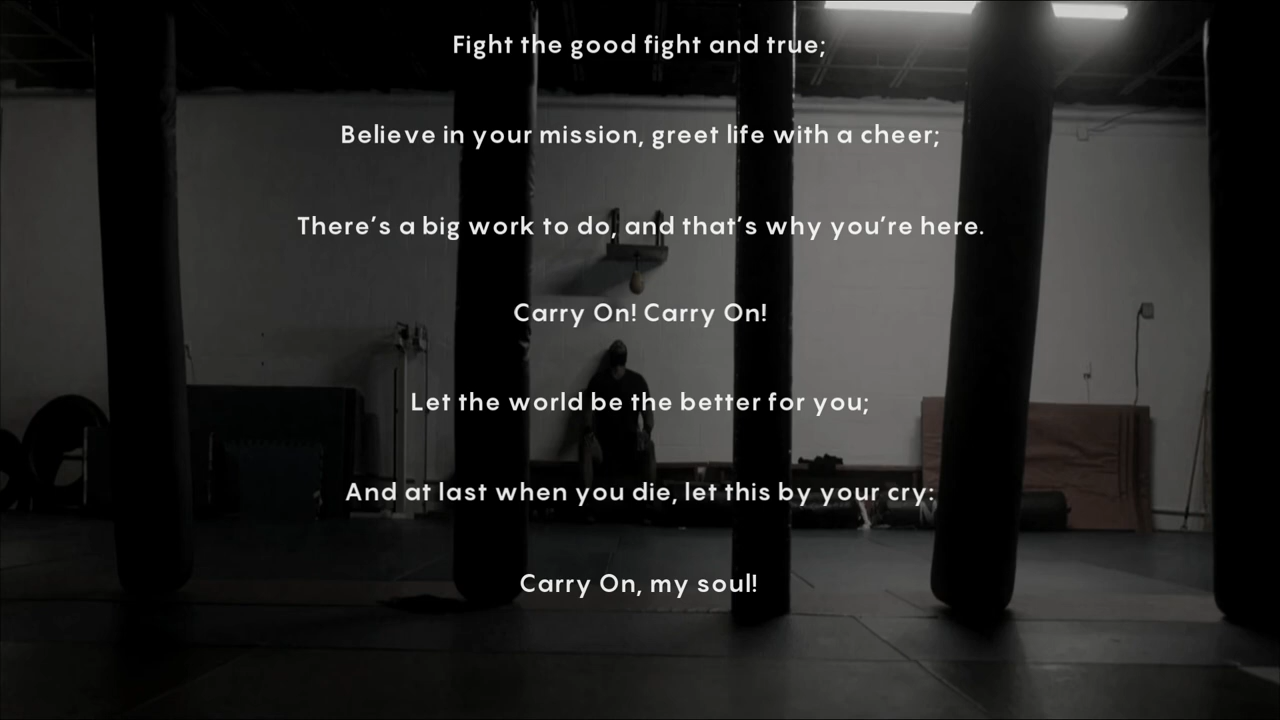 Fight the good fight and true;
Believe in your mission, greet life with a cheer;
There’s a big work to do, and that’s why you’re here.
Carry On! Carry On!
Let the world be the better for you;
And at last when you die, let this by your cry:
Carry On, my soul!